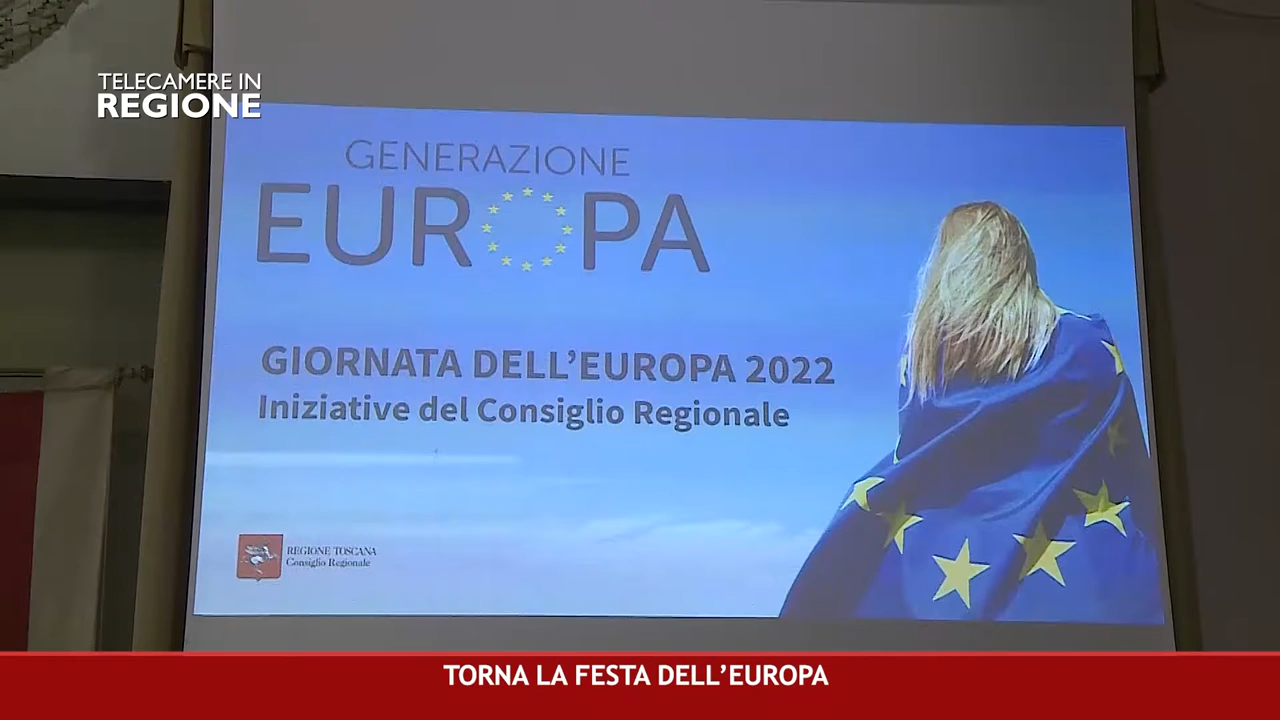 TELECAMERE IN
REGIONE
GENERAZIONE
EUROPA
GIORNATA DELL’EUROPA 2022
Iniziative del Consiglio Regionale
REGIONE TOSCANA
Consiglio Regionale
TORNA LA FESTA DELL’EUROPA